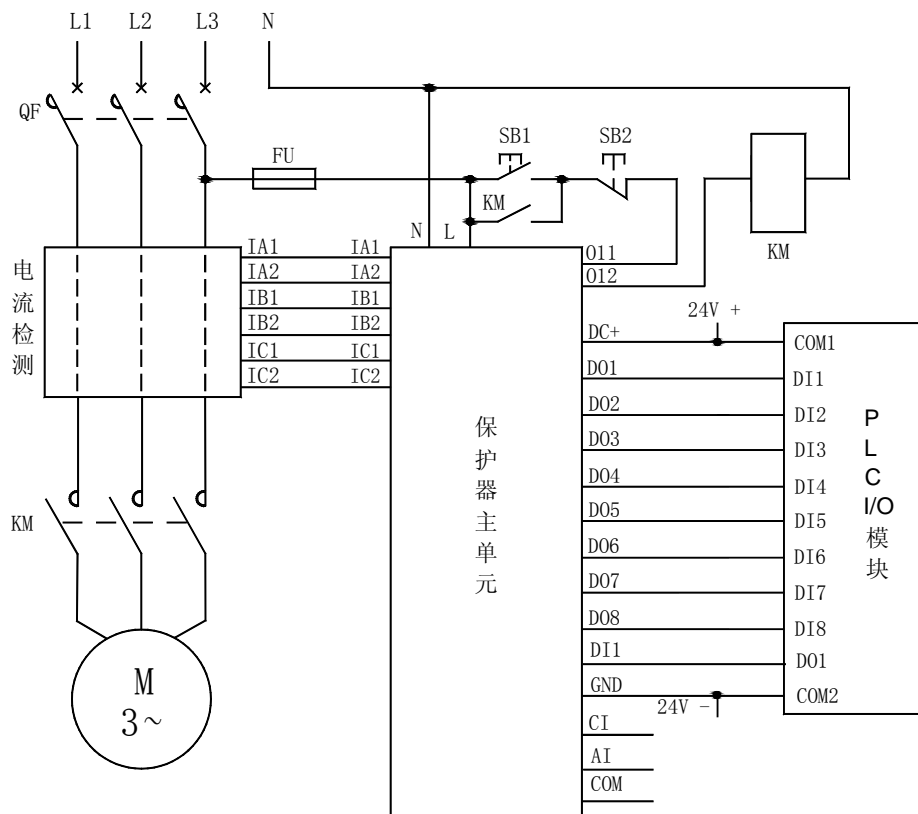 L1 L2 L3 N
QF
FU
SB1
SB2
KM
KM
N L
电流检测
IA1 IA1
IA2 IA2
IB1 IB1
IB2 IB2
IC1 IC1
IC2 IC2
O11
O12
24V +
DC+ COM1
DO1 DI1
DO2 DI2
DO3 DI3
DO4 DI4
DO5 DI5
DO6 DI6
DO7 DI7
DO8 DI8
DI1 DO1
GND COM2
24V -
CI
AI
COM
保护器主单元
PLC I/O 模块
KM
M
3~